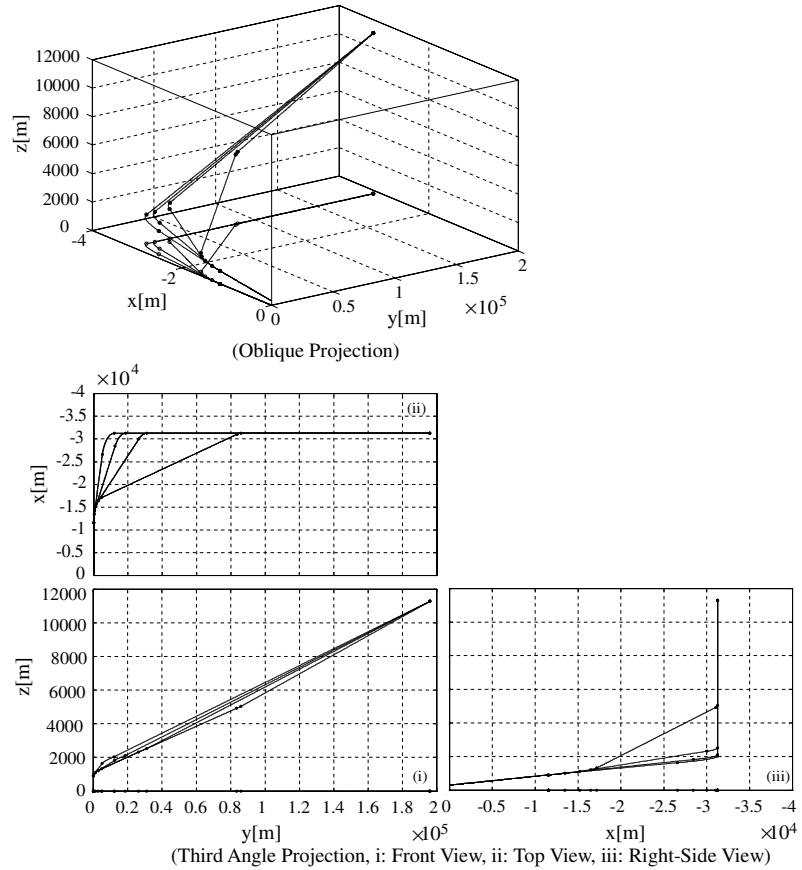 12000
10000
8000
6000
4000
2000
0
z[m]
-4
-2
0
x[m]
0
0.5
1
1.5
2
×10^5
y[m]
(Oblique Projection)
×10^4
-4
-3.5
-3
-2.5
-2
-1.5
-1
-0.5
0
x[m]
(ii)
12000
10000
8000
6000
4000
2000
0
z[m]
(i)
(iii)
0 0.2 0.4 0.6 0.8 1 1.2 1.4 1.6 1.8 2
0 -0.5 -1 -1.5 -2 -2.5 -3 -3.5 -4
y[m] ×10^5
x[m] ×10^4
(Third Angle Projection, i: Front View, ii: Top View, iii: Right-Side View)